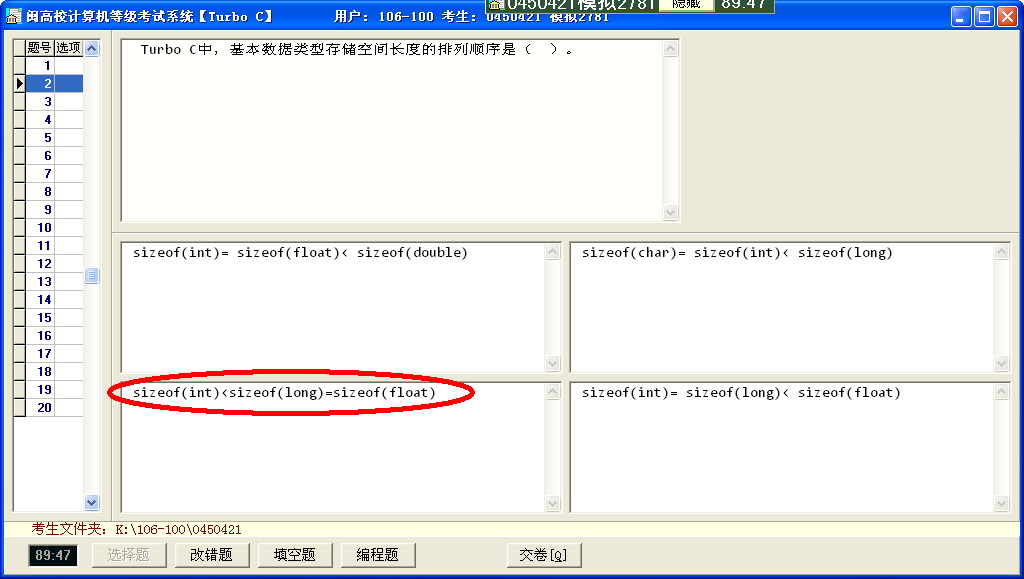 闽高校计算机等级考试系统【Turbo C】 用户: 106-100 考生: 0450421 模拟2781
0450421模拟2781 隐藏 89:47
题号 选项
Turbo C中, 基本数据类型存储空间长度的排列顺序是( )。
1
2
3
4
5
6
7
8
9
10
11
12
13
14
15
16
17
18
19
20
sizeof(int)= sizeof(float)< sizeof(double)
sizeof(char)= sizeof(int)< sizeof(long)
sizeof(int)<sizeof(long)=sizeof(float)
sizeof(int)= sizeof(long)< sizeof(float)
考生文件夹: K:\106-100\0450421
89:47 选择题 改错题 填空题 编程题 交卷[Q]